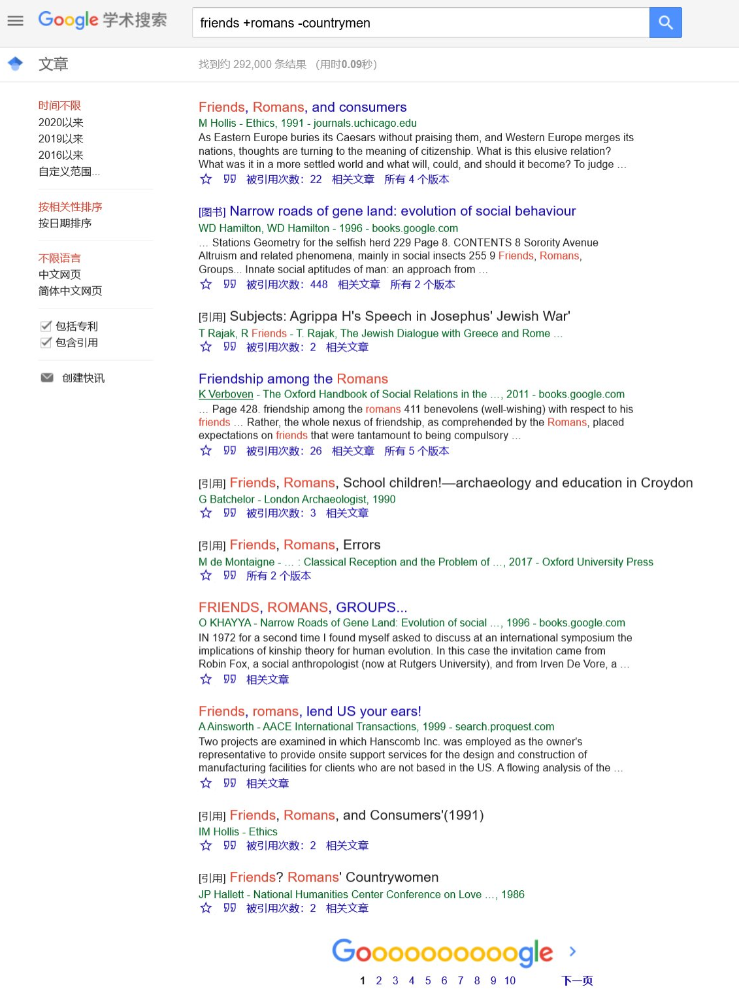 Google 学术搜索
friends +romans -countrymen
文章
找到约 292,000 条结果 （用时0.09秒）
时间不限
2020以来
2019以来
2016以来
自定义范围...
按相关性排序
按日期排序
不限语言
中文网页
简体中文网页
包括专利
包含引用
创建快讯
Friends, Romans, and consumers
M Hollis - Ethics, 1991 - journals.uchicago.edu
As Eastern Europe buries its Caesars without praising them, and Western Europe merges its
nations, thoughts are turning to the meaning of citizenship. What is this elusive relation?
What was it in a more settled world and what will, could, and should it become? To judge …
被引用次数：22 相关文章 所有 4 个版本
[图书] Narrow roads of gene land: evolution of social behaviour
WD Hamilton, WD Hamilton - 1996 - books.google.com
… Stations Geometry for the selfish herd 229 Page 8. CONTENTS 8 Sorority Avenue
Altruism and related phenomena, mainly in social insects 255 9 Friends, Romans,
Groups... Innate social aptitudes of man: an approach from …
被引用次数：448 相关文章 所有 2 个版本
[引用] Subjects: Agrippa H's Speech in Josephus' Jewish War'
T Rajak, R Friends - T. Rajak, The Jewish Dialogue with Greece and Rome …
被引用次数：2 相关文章
Friendship among the Romans
K Verboven - The Oxford Handbook of Social Relations in the …, 2011 - books.google.com
… Page 428. friendship among the romans 411 benevolens (well-wishing) with respect to his
friends … Rather, the whole nexus of friendship, as comprehended by the Romans, placed
expectations on friends that were tantamount to being compulsory …
被引用次数：26 相关文章 所有 5 个版本
[引用] Friends, Romans, School children!—archaeology and education in Croydon
G Batchelor - London Archaeologist, 1990
被引用次数：3 相关文章
[引用] Friends, Romans, Errors
M de Montaigne - … : Classical Reception and the Problem of …, 2017 - Oxford University Press
所有 2 个版本
FRIENDS, ROMANS, GROUPS...
O KHAYYA - Narrow Roads of Gene Land: Evolution of social …, 1996 - books.google.com
IN 1972 for a second time I found myself asked to discuss at an international symposium the
implications of kinship theory for human evolution. In this case the invitation came from
Robin Fox, a social anthropologist (now at Rutgers University), and from Irven De Vore, a …
相关文章
Friends, romans, lend US your ears!
A Ainsworth - AACE International Transactions, 1999 - search.proquest.com
Two projects are examined in which Hanscomb Inc. was employed as the owner's
representative to provide onsite support services for the design and construction of
manufacturing facilities for clients who are not based in the US. A flowing analysis of the …
相关文章
[引用] Friends, Romans, and Consumers'(1991)
IM Hollis - Ethics
被引用次数：2 相关文章
[引用] Friends? Romans' Countrywomen
JP Hallett - National Humanities Center Conference on Love …, 1986
被引用次数：2 相关文章
Goooooooooogle
1 2 3 4 5 6 7 8 9 10 下一页